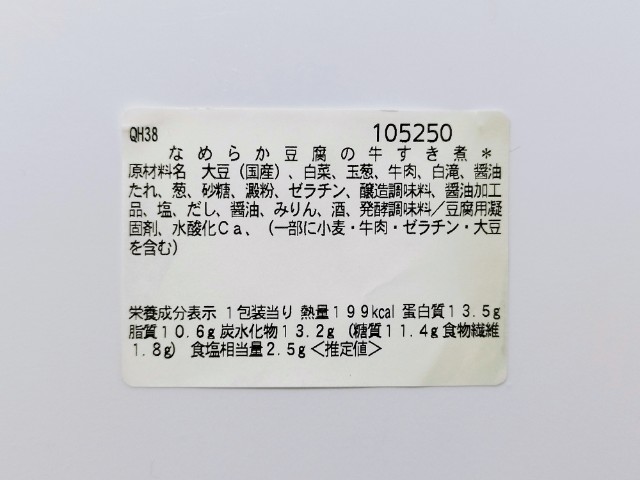 QH38 105250
なめらか豆腐の牛すき煮＊
原材料名 大豆（国産）、白菜、玉葱、牛肉、白滝、醤油
たれ、葱、砂糖、澱粉、ゼラチン、醸造調味料、醤油加工
品、塩、だし、醤油、みりん、酒、発酵調味料／豆腐用凝
固剤、水酸化Ｃａ、（一部に小麦・牛肉・ゼラチン・大豆
を含む）
栄養成分表示 １包装当り 熱量１９９kcal 蛋白質１３.５g
脂質１０.６g 炭水化物１３.２g（糖質１１.４g 食物繊維
１.８g） 食塩相当量２.５g＜推定値＞